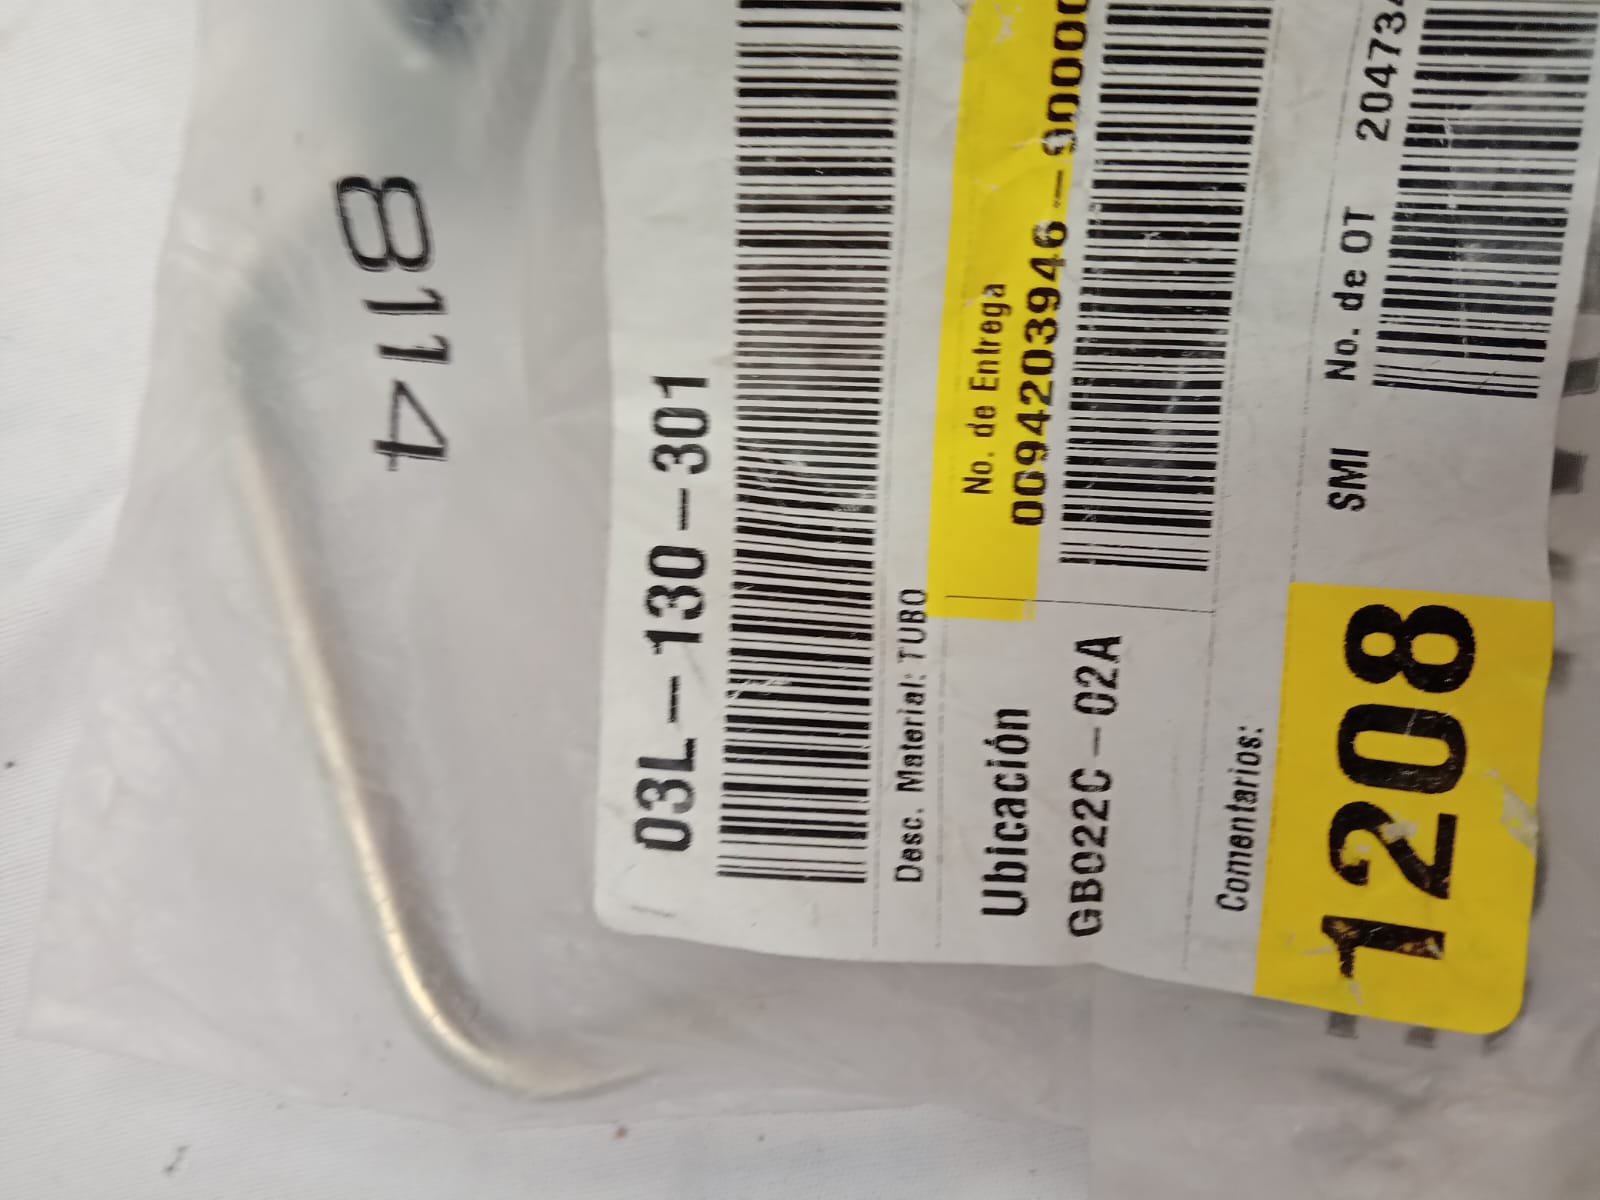 8114
03L-130-301
Desc. Material: TUBO
No. de Entrega
Ubicación
GB022C-02A
Comentarios:
SMI No. de OT
1208